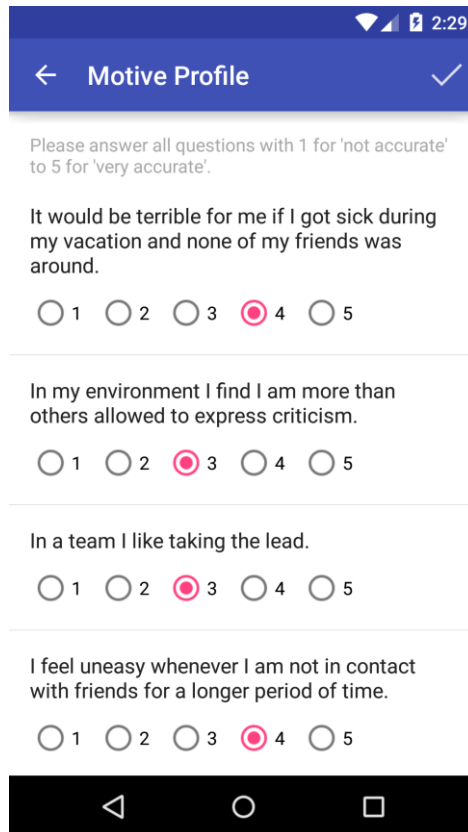 2:29
Motive Profile
Please answer all questions with 1 for 'not accurate'
to 5 for 'very accurate'.
It would be terrible for me if I got sick during
my vacation and none of my friends was
around.
1 2 3 4 5
In my environment I find I am more than
others allowed to express criticism.
1 2 3 4 5
In a team I like taking the lead.
1 2 3 4 5
I feel uneasy whenever I am not in contact
with friends for a longer period of time.
1 2 3 4 5